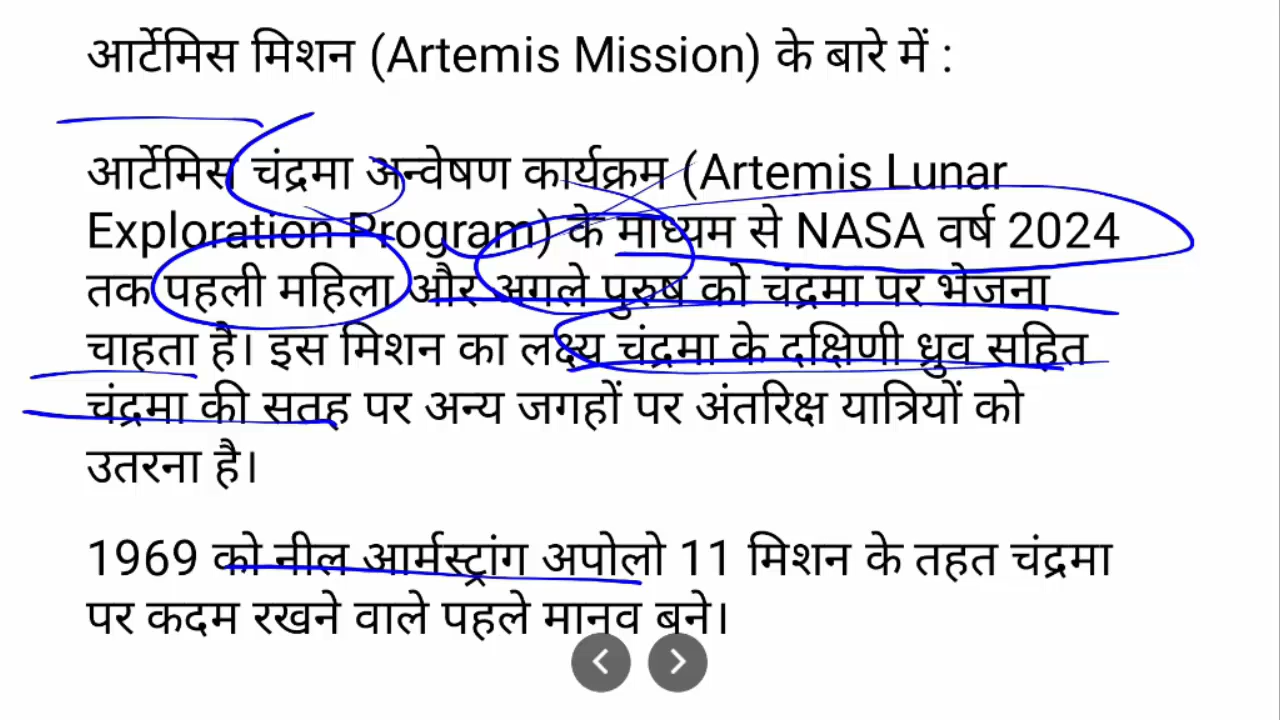 आर्टेमिस मिशन (Artemis Mission) के बारे में :
आर्टेमिस चंद्रमा अन्वेषण कार्यक्रम (Artemis Lunar
Exploration Program) के माध्यम से NASA वर्ष 2024
तक पहली महिला और अगले पुरुष को चंद्रमा पर भेजना
चाहता है। इस मिशन का लक्ष्य चंद्रमा के दक्षिणी ध्रुव सहित
चंद्रमा की सतह पर अन्य जगहों पर अंतरिक्ष यात्रियों को
उतरना है।
1969 को नील आर्मस्ट्रांग अपोलो 11 मिशन के तहत चंद्रमा
पर कदम रखने वाले पहले मानव बने।